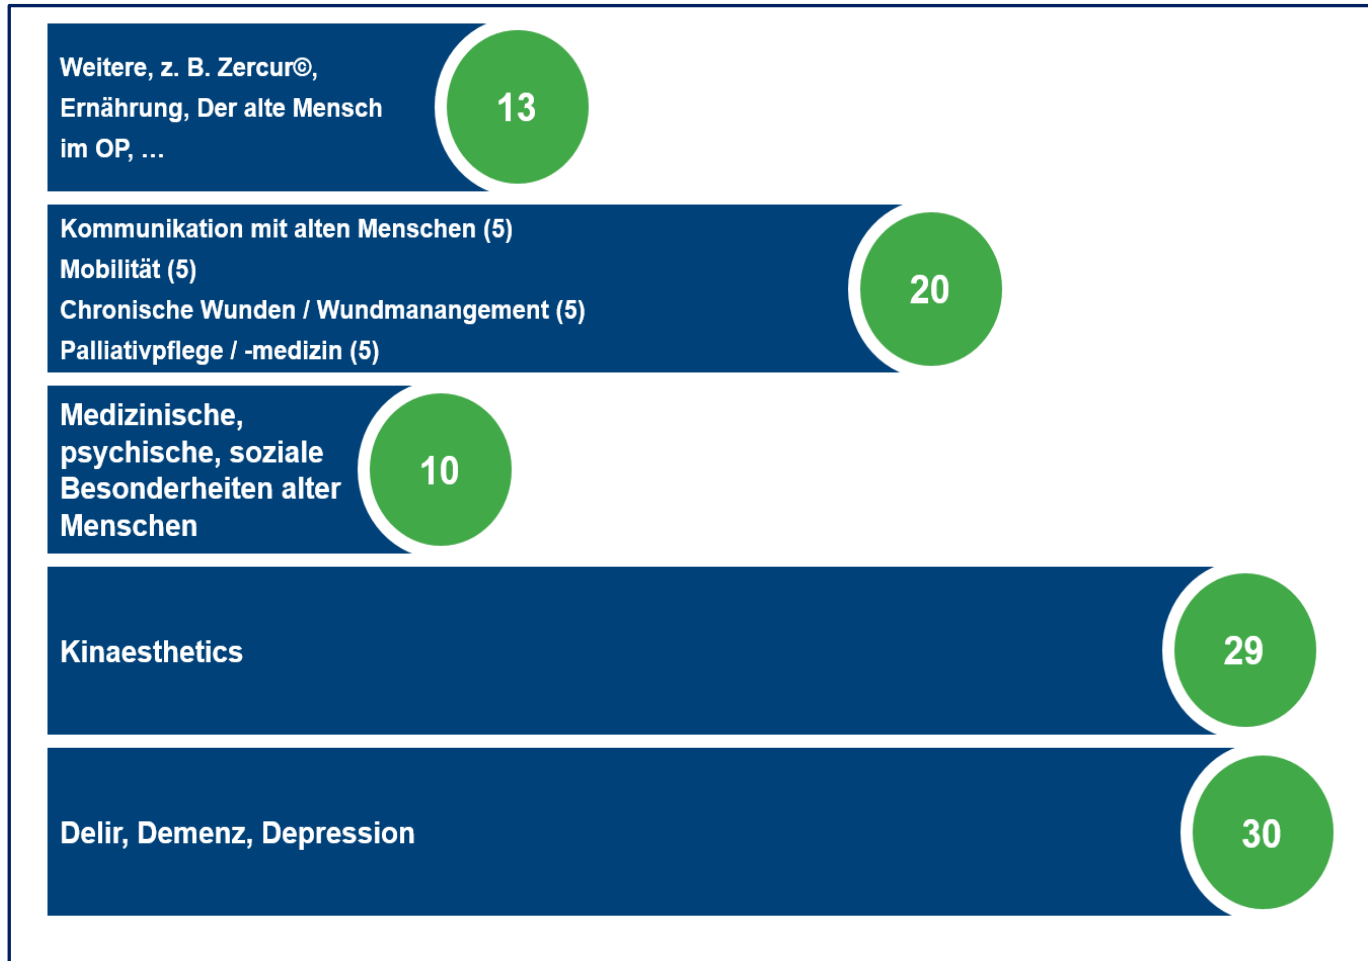 Weitere, z. B. Zercur©,
Ernährung, Der alte Mensch
im OP, …
13
Kommunikation mit alten Menschen (5)
Mobilität (5)
Chronische Wunden / Wundmanangement (5)
Palliativpflege / -medizin (5)
20
Medizinische,
psychische, soziale
Besonderheiten alter
Menschen
10
Kinaesthetics
29
Delir, Demenz, Depression
30